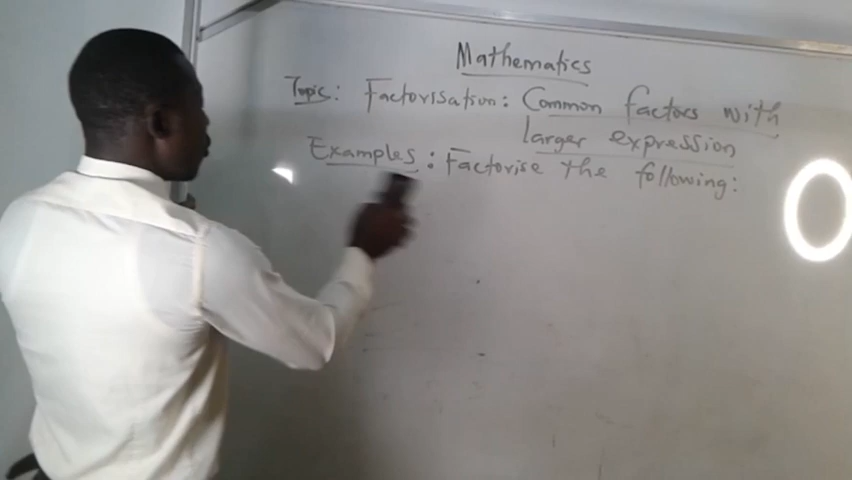 Mathematics
Topic: Factorisation: Common factors with
larger expression
Examples: Factorise the following: